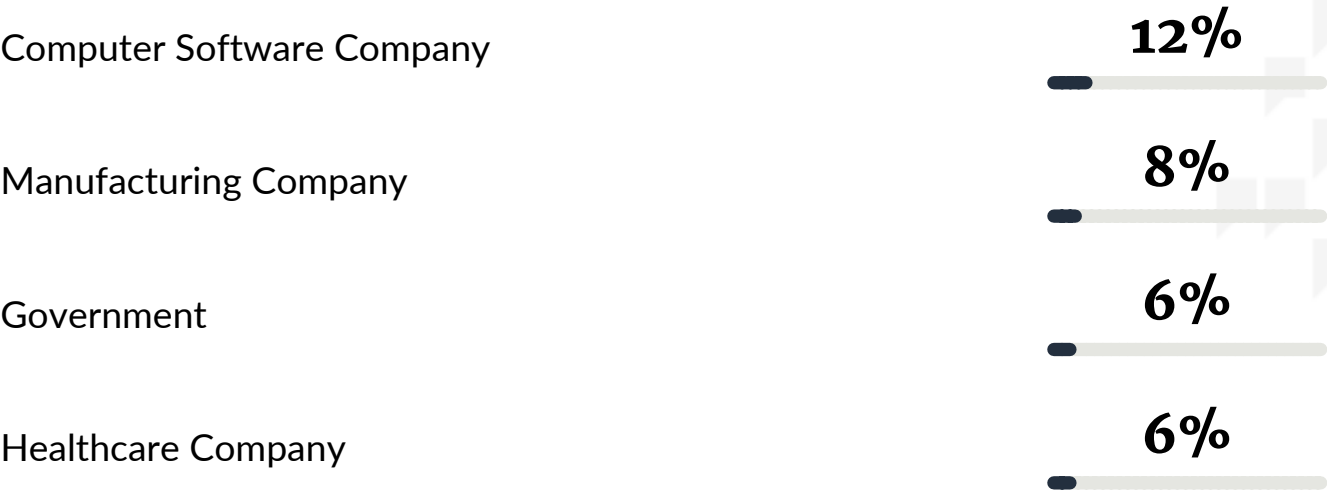 Computer Software Company 12%
Manufacturing Company 8%
Government 6%
Healthcare Company 6%